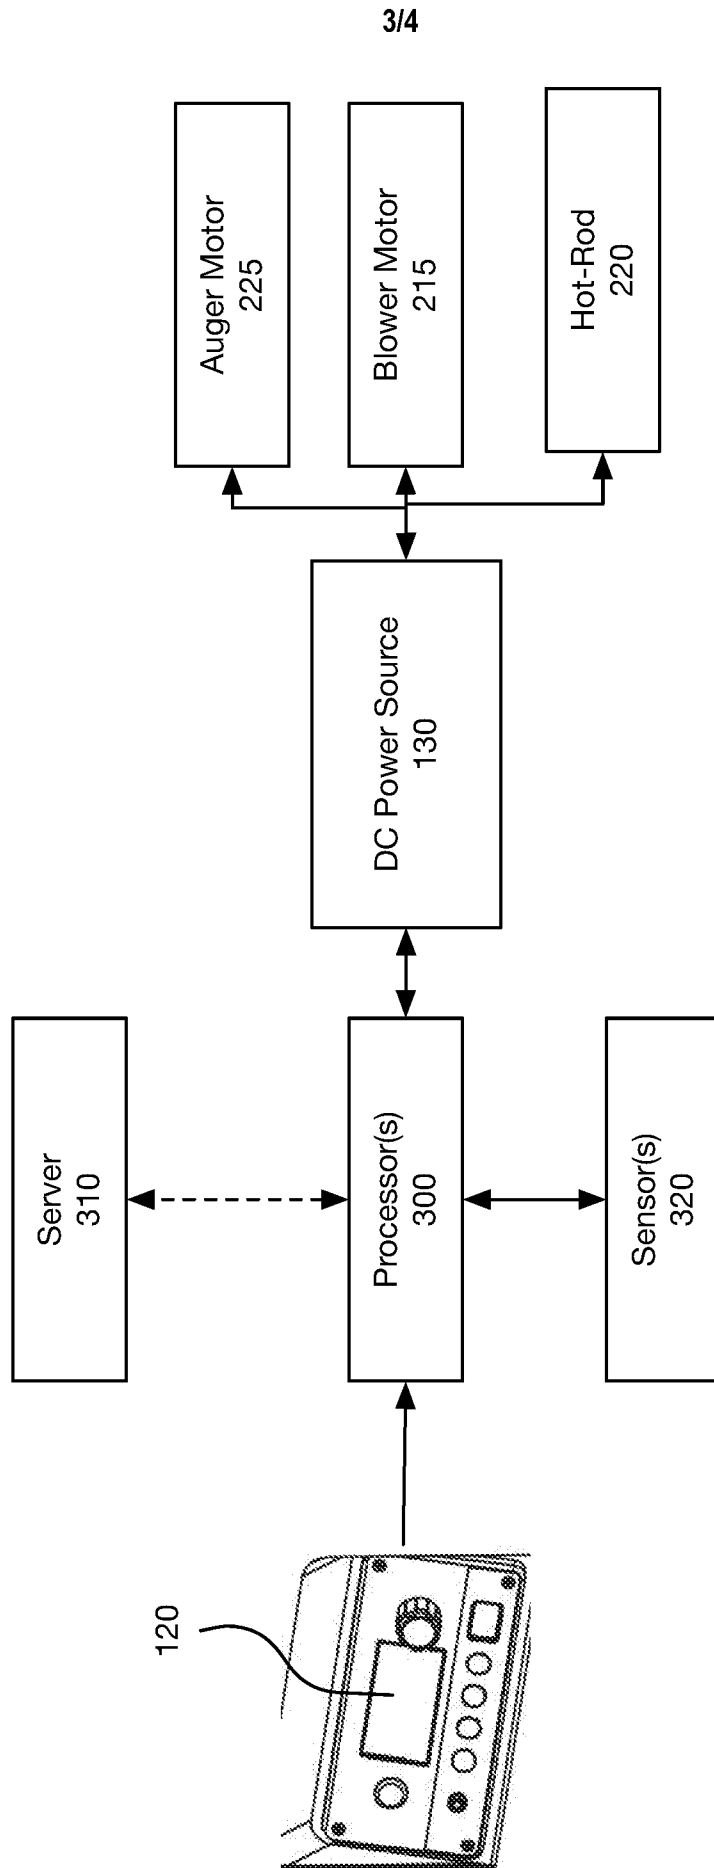 3/4
Auger Motor
225
Blower Motor
215
Hot-Rod
220
DC Power Source
130
Server
310
Processor(s)
300
Sensor(s)
320
120